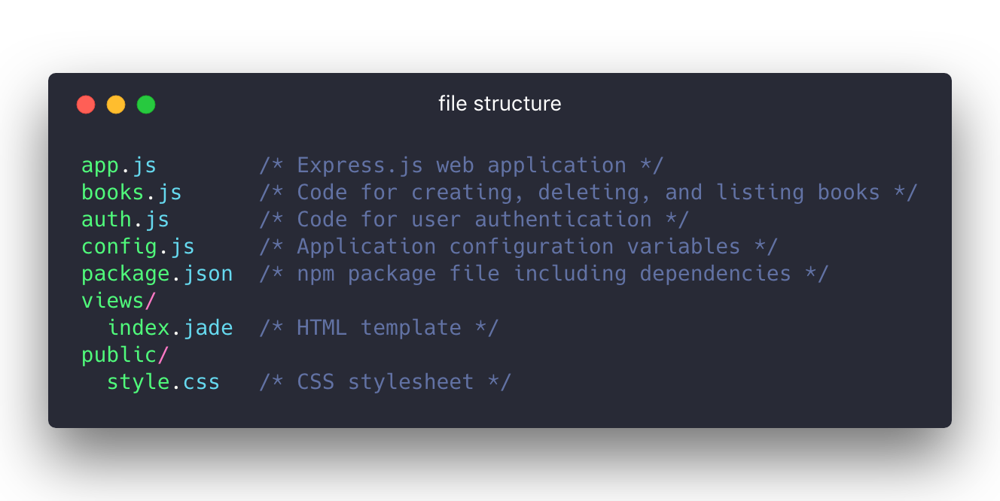 file structure
app.js        /* Express.js web application */
books.js      /* Code for creating, deleting, and listing books */
auth.js       /* Code for user authentication */
config.js     /* Application configuration variables */
package.json  /* npm package file including dependencies */
views/
  index.jade  /* HTML template */
public/
  style.css   /* CSS stylesheet */